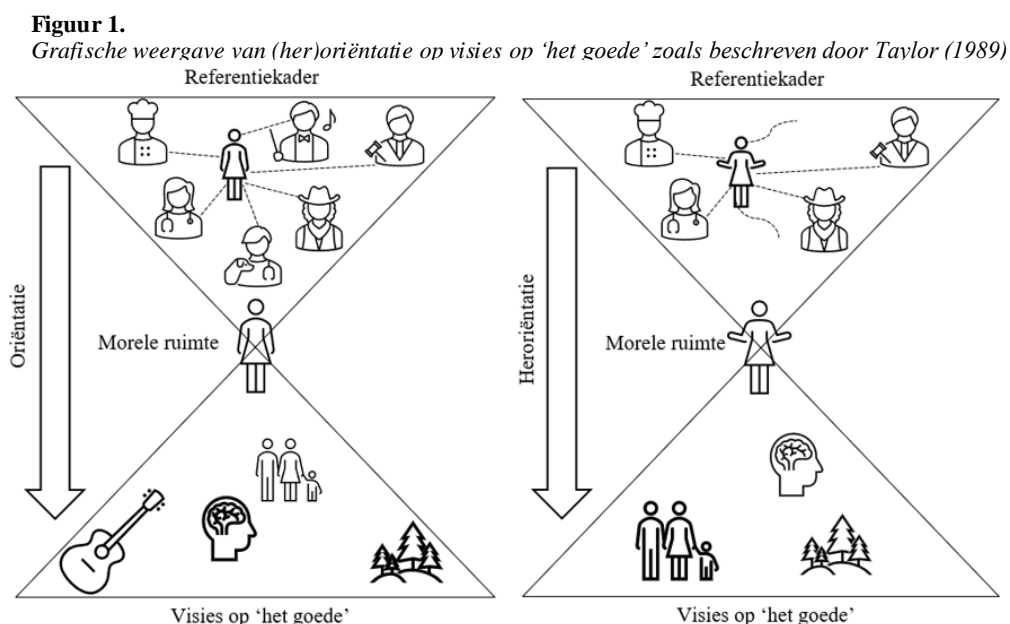 Figuur 1.
Grafische weergave van (her)oriëntatie op visies op ‘het goede’ zoals beschreven door Taylor (1989)
Referentiekader
Oriëntatie
Morele ruimte
Visies op ‘het goede’
Referentiekader
Heroriëntatie
Morele ruimte
Visies op ‘het goede’